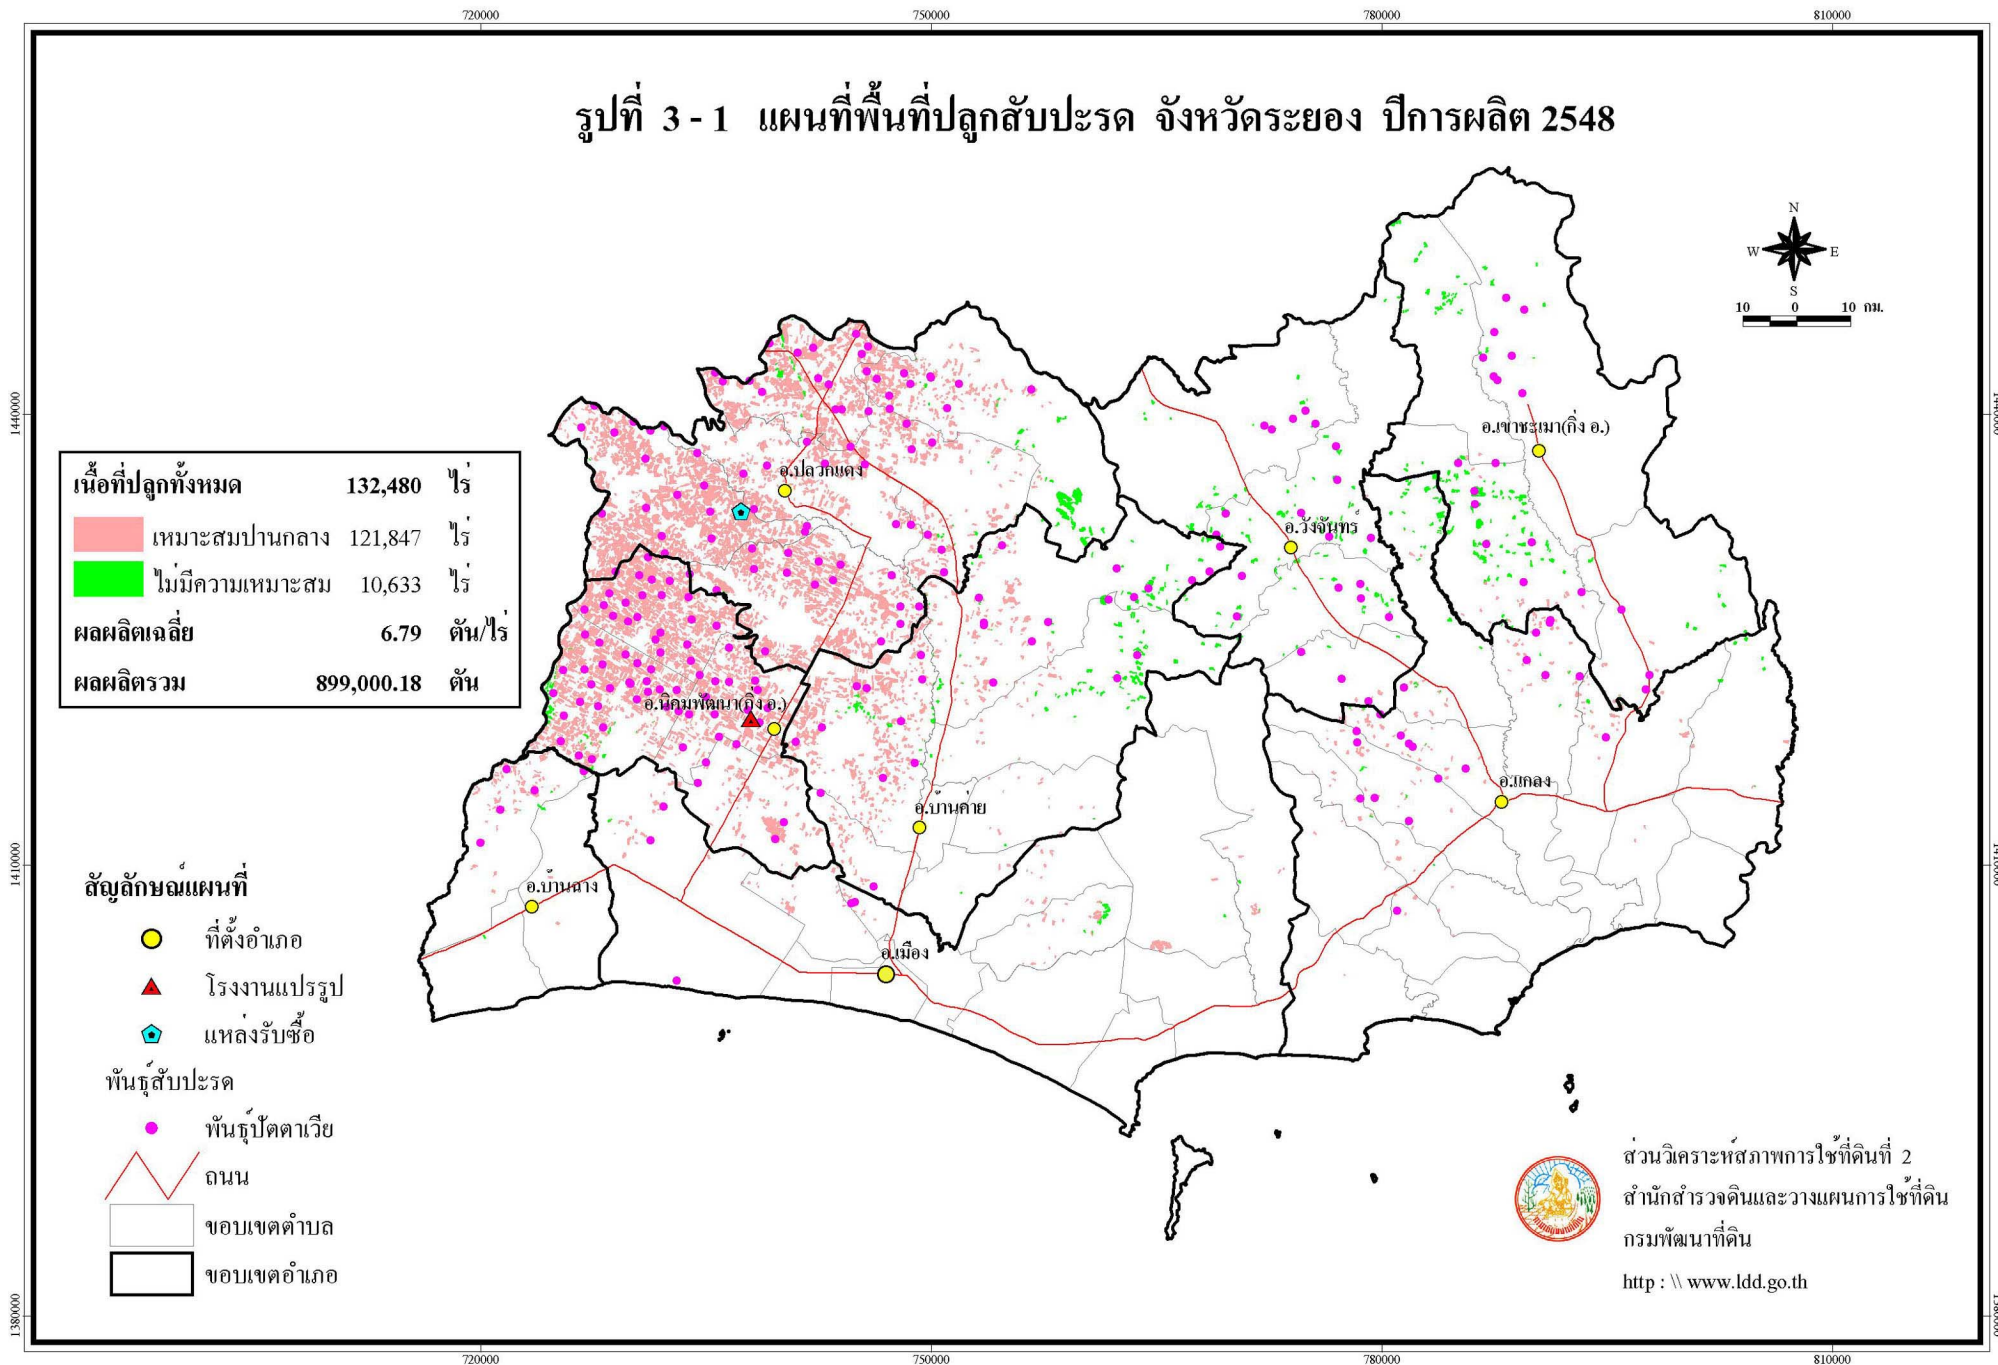 720000 750000 780000 810000
รูปที่ 3 - 1 แผนที่พื้นที่ปลูกสับปะรด จังหวัดระยอง ปีการผลิต 2548
N
W E
S
10 0 10 กม.
1440000 1440000
อ.เขาชะเมา(กิ่ง อ.)
อ.ปลวกแดง
อ.วังจันทร์
เนื้อที่ปลูกทั้งหมด 132,480 ไร่
เหมาะสมปานกลาง 121,847 ไร่
ไม่มีความเหมาะสม 10,633 ไร่
ผลผลิตเฉลี่ย 6.79 ตัน/ไร่
ผลผลิตรวม 899,000.18 ตัน
อ.นิคมพัฒนา(กิ่ง อ.)
อ.แกลง
อ.บ้านค่าย
1410000 1410000
อ.บ้านฉาง
อ.เมือง
สัญลักษณ์แผนที่
ที่ตั้งอำเภอ
โรงงานแปรรูป
แหล่งรับซื้อ
พันธุ์สับปะรด
พันธุ์ปัตตาเวีย
ถนน
ขอบเขตตำบล
ขอบเขตอำเภอ
ส่วนวิเคราะห์สภาพการใช้ที่ดินที่ 2
สำนักสำรวจดินและวางแผนการใช้ที่ดิน
กรมพัฒนาที่ดิน
http : \\ www.ldd.go.th
1380000 1380000
720000 750000 780000 810000